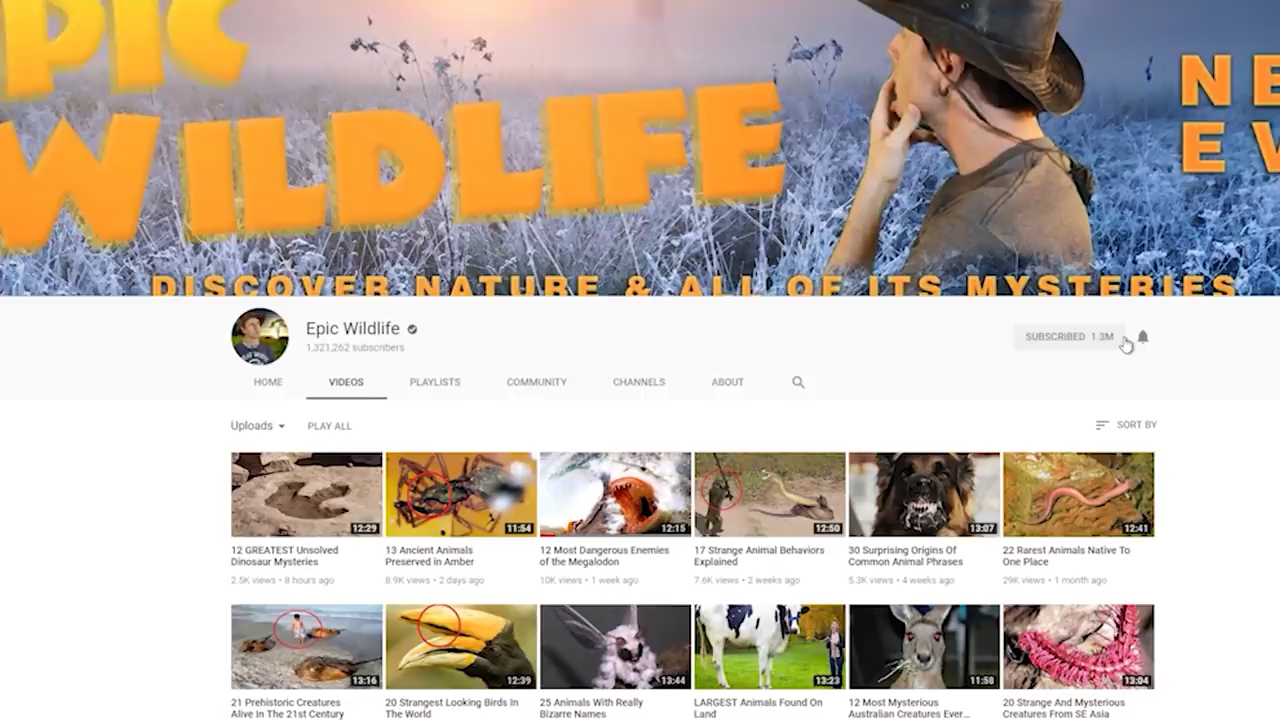 PIC
NE
WILDLIFE
EV
DISCOVER NATURE & ALL OF ITS MYSTERIES
Epic Wildlife
1,321,262 subscribers
SUBSCRIBED 1.3M
HOME VIDEOS PLAYLISTS COMMUNITY CHANNELS ABOUT
Uploads PLAY ALL SORT BY
12:29 11:54 12:15 12:50 13:07 12:41
12 GREATEST Unsolved
Dinosaur Mysteries
2.5K views • 8 hours ago
13 Ancient Animals
Preserved in Amber
8.9K views • 2 days ago
12 Most Dangerous Enemies
of the Megalodon
10K views • 1 week ago
17 Strange Animal Behaviors
Explained
7.6K views • 2 weeks ago
30 Surprising Origins Of
Common Animal Phrases
5.3K views • 4 weeks ago
22 Rarest Animals Native To
One Place
29K views • 1 month ago
13:16 12:39 13:44 13:23 11:58 13:04
21 Prehistoric Creatures
Alive In The 21st Century
20 Strangest Looking Birds In
The World
25 Animals With Really
Bizarre Names
LARGEST Animals Found On
Land
12 Most Mysterious
Australian Creatures Ever...
20 Strange And Mysterious
Creatures From SE Asia